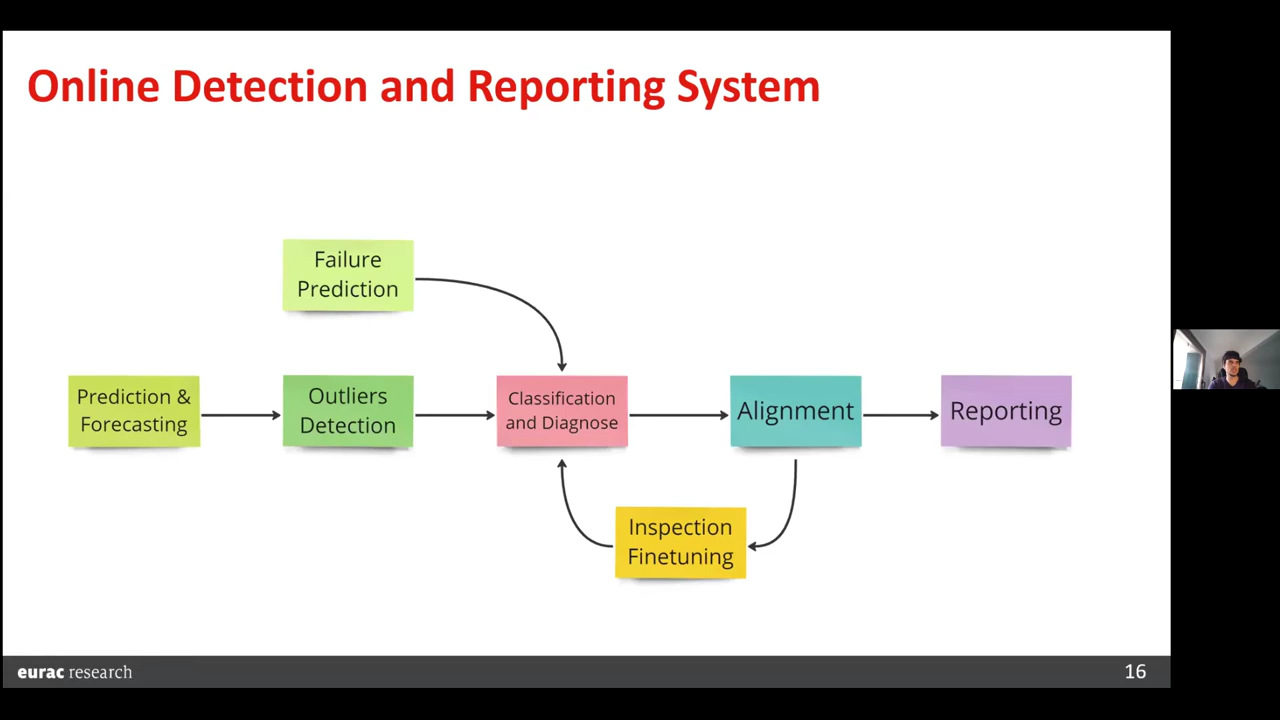 Online Detection and Reporting System
Failure
Prediction
Prediction &
Forecasting
Outliers
Detection
Classification
and Diagnose
Alignment
Reporting
Inspection
Finetuning
eurac research
16